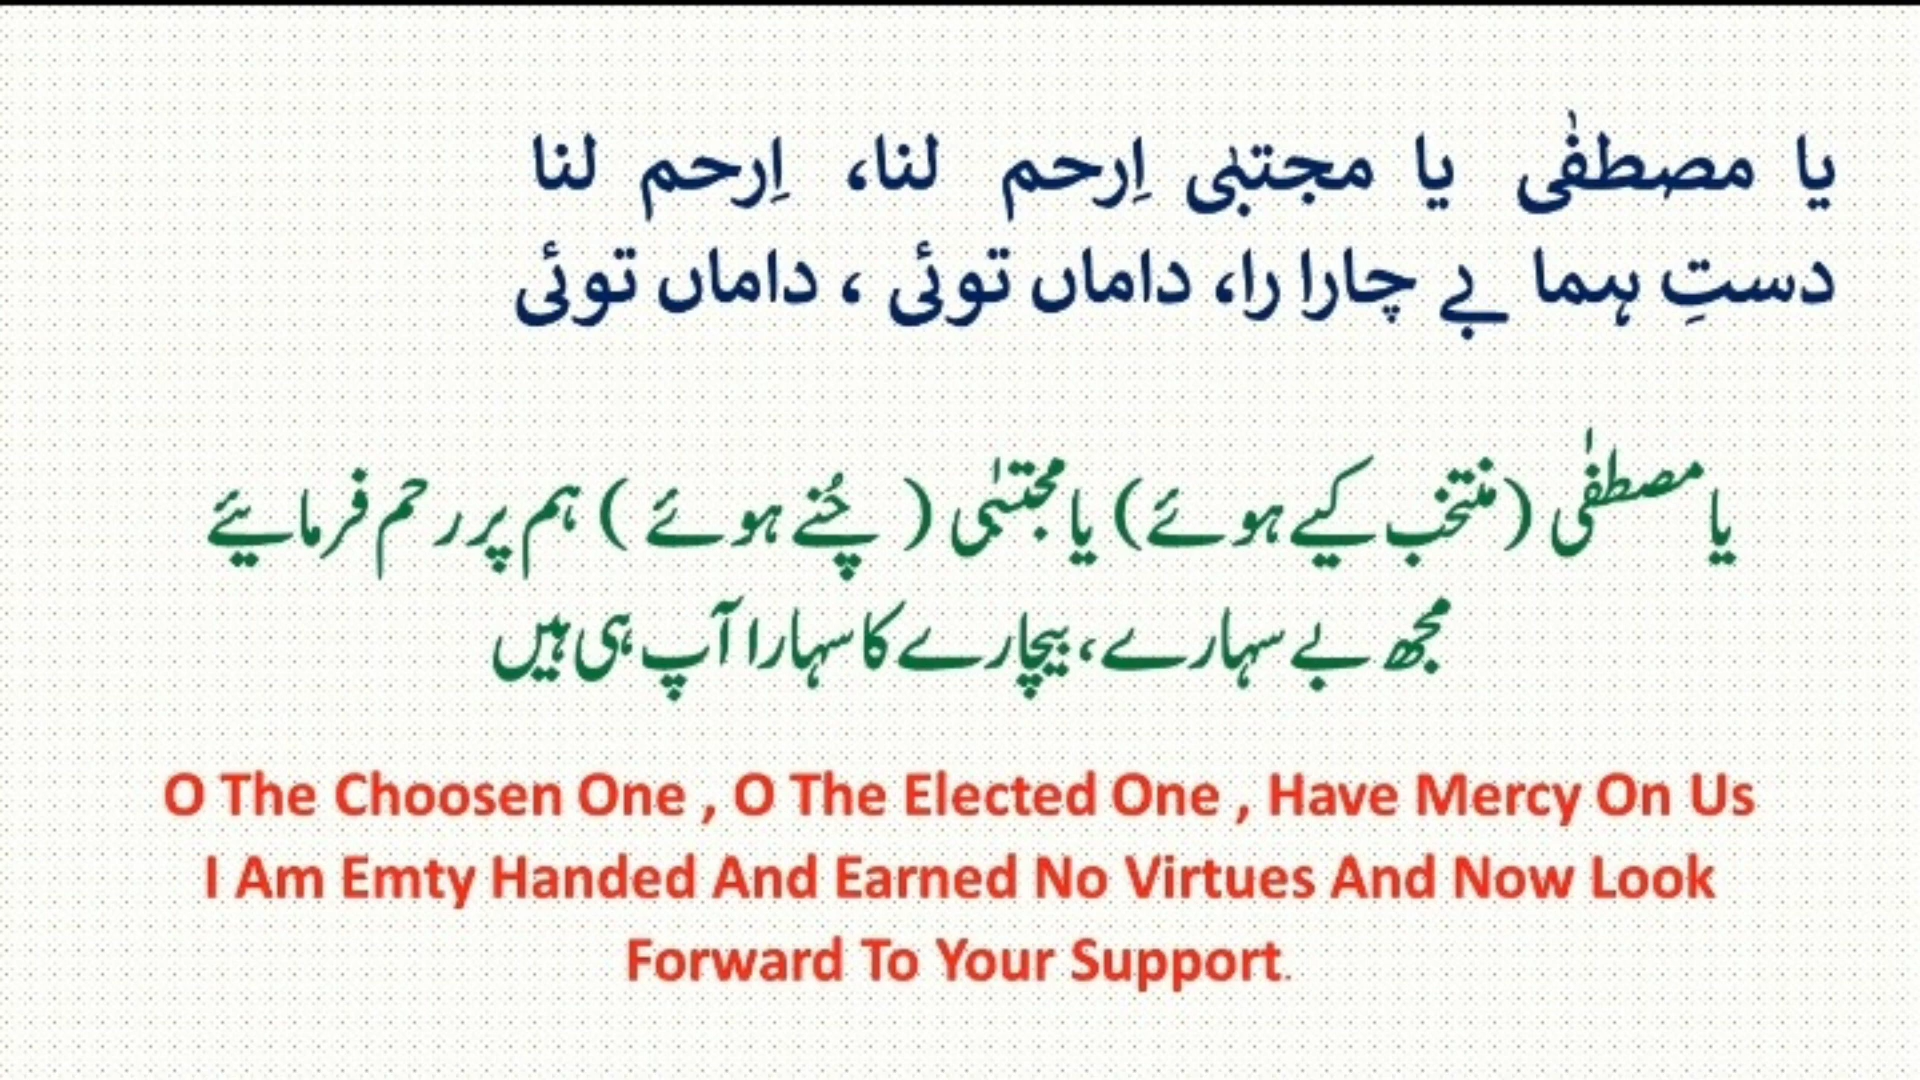 یا مصطفٰی یا مجتبٰی اِرحم لنا، اِرحم لنا
دستِ ہما بے چارا را، داماں توئی ، داماں توئی
یا مصطفٰی (منتخب کیے ہوئے) یا مجتبٰی ( چُنے ہوئے ) ہم پر رحم فرمایئے
مجھ بے سہارے، بیچارے کا سہارا آپ ہی ہیں
O The Choosen One , O The Elected One , Have Mercy On Us
I Am Emty Handed And Earned No Virtues And Now Look
Forward To Your Support.